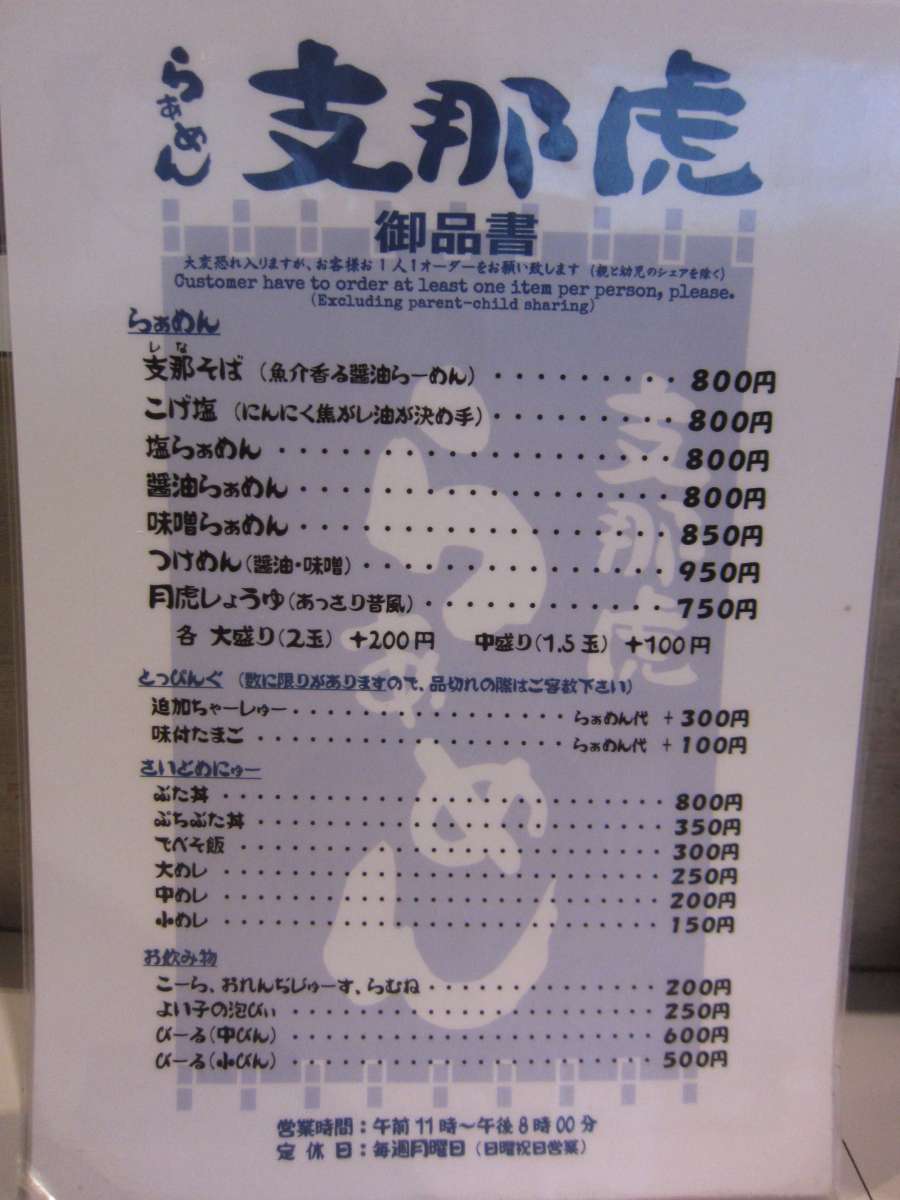 らぁめん 支那虎
御品書
大変恐れ入りますが、お客様お1人1オーダーをお願い致します (親と幼児のシェアを除く)
Customer have to order at least one item per person, please.
(Excluding parent-child sharing)
らぁめん
しな
支那そば (魚介香る醤油らーめん) ・・・・・・・・・ 800円
こげ塩 (にんにく焦がし油が決め手) ・・・・・・・・・ 800円
塩らぁめん ・・・・・・・・・・・・・・・・・・ 800円
醤油らぁめん ・・・・・・・・・・・・・・・・・ 800円
味噌らぁめん ・・・・・・・・・・・・・・・・・ 850円
つけめん (醤油・味噌) ・・・・・・・・・・・・・・ 950円
月虎しょうゆ (あっさり昔風) ・・・・・・・・・・・ 750円
各 大盛り(2玉) +200円 中盛り(1.5玉) +100円
とっぴんぐ (数に限りがありますので、品切れの際はご容赦下さい)
追加ちゃーしゅー ・・・・・・・・・・・・・・・ らぁめん代 + 300円
味付たまご ・・・・・・・・・・・・・・・・・ らぁめん代 + 100円
さいどめにゅー
ぶた丼 ・・・・・・・・・・・・・・・・・・・・・・・・・ 800円
ぷちぶた丼 ・・・・・・・・・・・・・・・・・・・・・・・ 350円
でべそ飯 ・・・・・・・・・・・・・・・・・・・・・・・・ 300円
大めし ・・・・・・・・・・・・・・・・・・・・・・・・・ 250円
中めし ・・・・・・・・・・・・・・・・・・・・・・・・・ 200円
小めし ・・・・・・・・・・・・・・・・・・・・・・・・・ 150円
お飲み物
こーら、おれんぢじゅーす、らむね ・・・・・・・・・・・・・ 200円
よい子の泡びぃ ・・・・・・・・・・・・・・・・・・・・・ 250円
びーる(中びん) ・・・・・・・・・・・・・・・・・・・・・ 600円
びーる(小びん) ・・・・・・・・・・・・・・・・・・・・・ 500円
支那虎
らぁめん
営業時間:午前11時〜午後8時00分
定休日:毎週月曜日 (日曜祝日営業)